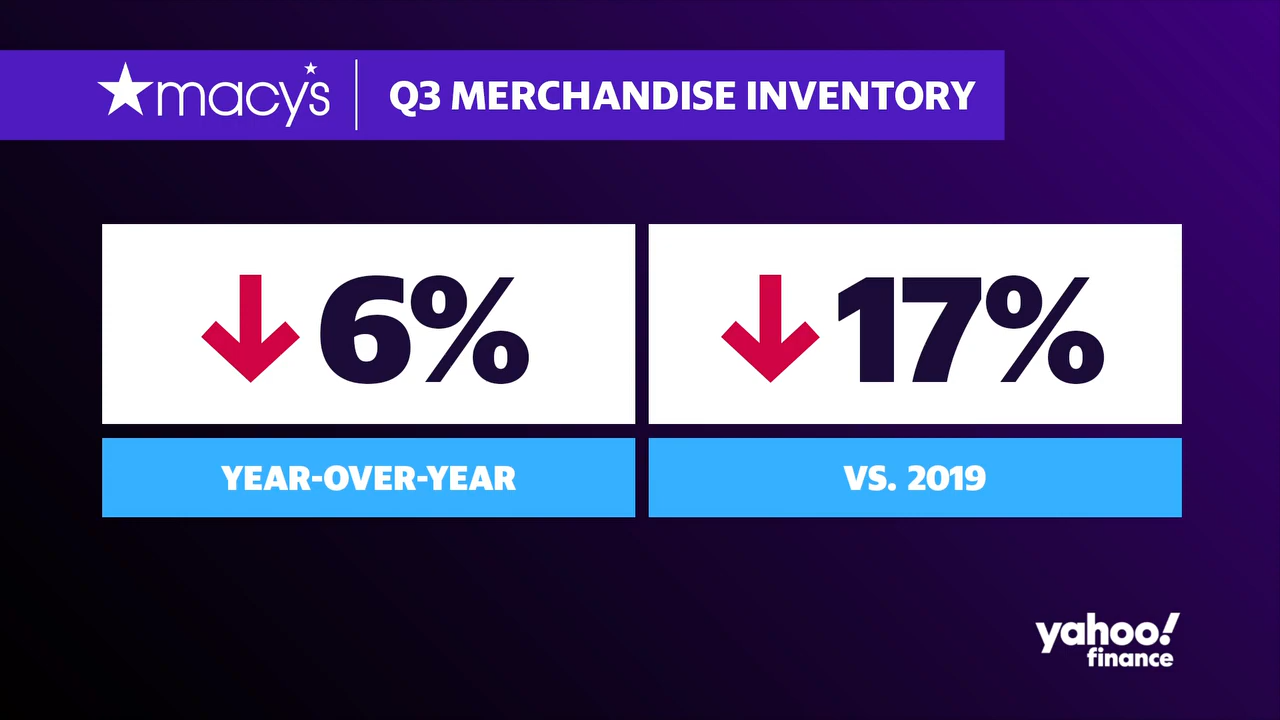 macy's
Q3 MERCHANDISE INVENTORY
6%
17%
YEAR-OVER-YEAR
VS. 2019
yahoo!
finance